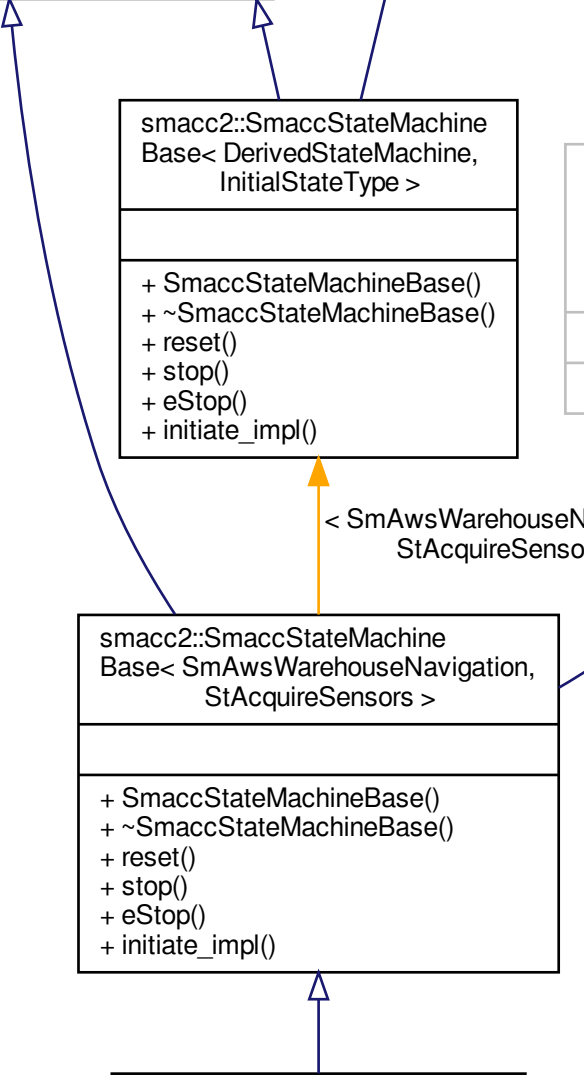 smacc2::SmaccStateMachine
Base< DerivedStateMachine,
InitialStateType >
+ SmaccStateMachineBase()
+ ~SmaccStateMachineBase()
+ reset()
+ stop()
+ eStop()
+ initiate_impl()
< SmAwsWarehouseN
StAcquireSenso
smacc2::SmaccStateMachine
Base< SmAwsWarehouseNavigation,
StAcquireSensors >
+ SmaccStateMachineBase()
+ ~SmaccStateMachineBase()
+ reset()
+ stop()
+ eStop()
+ initiate_impl()